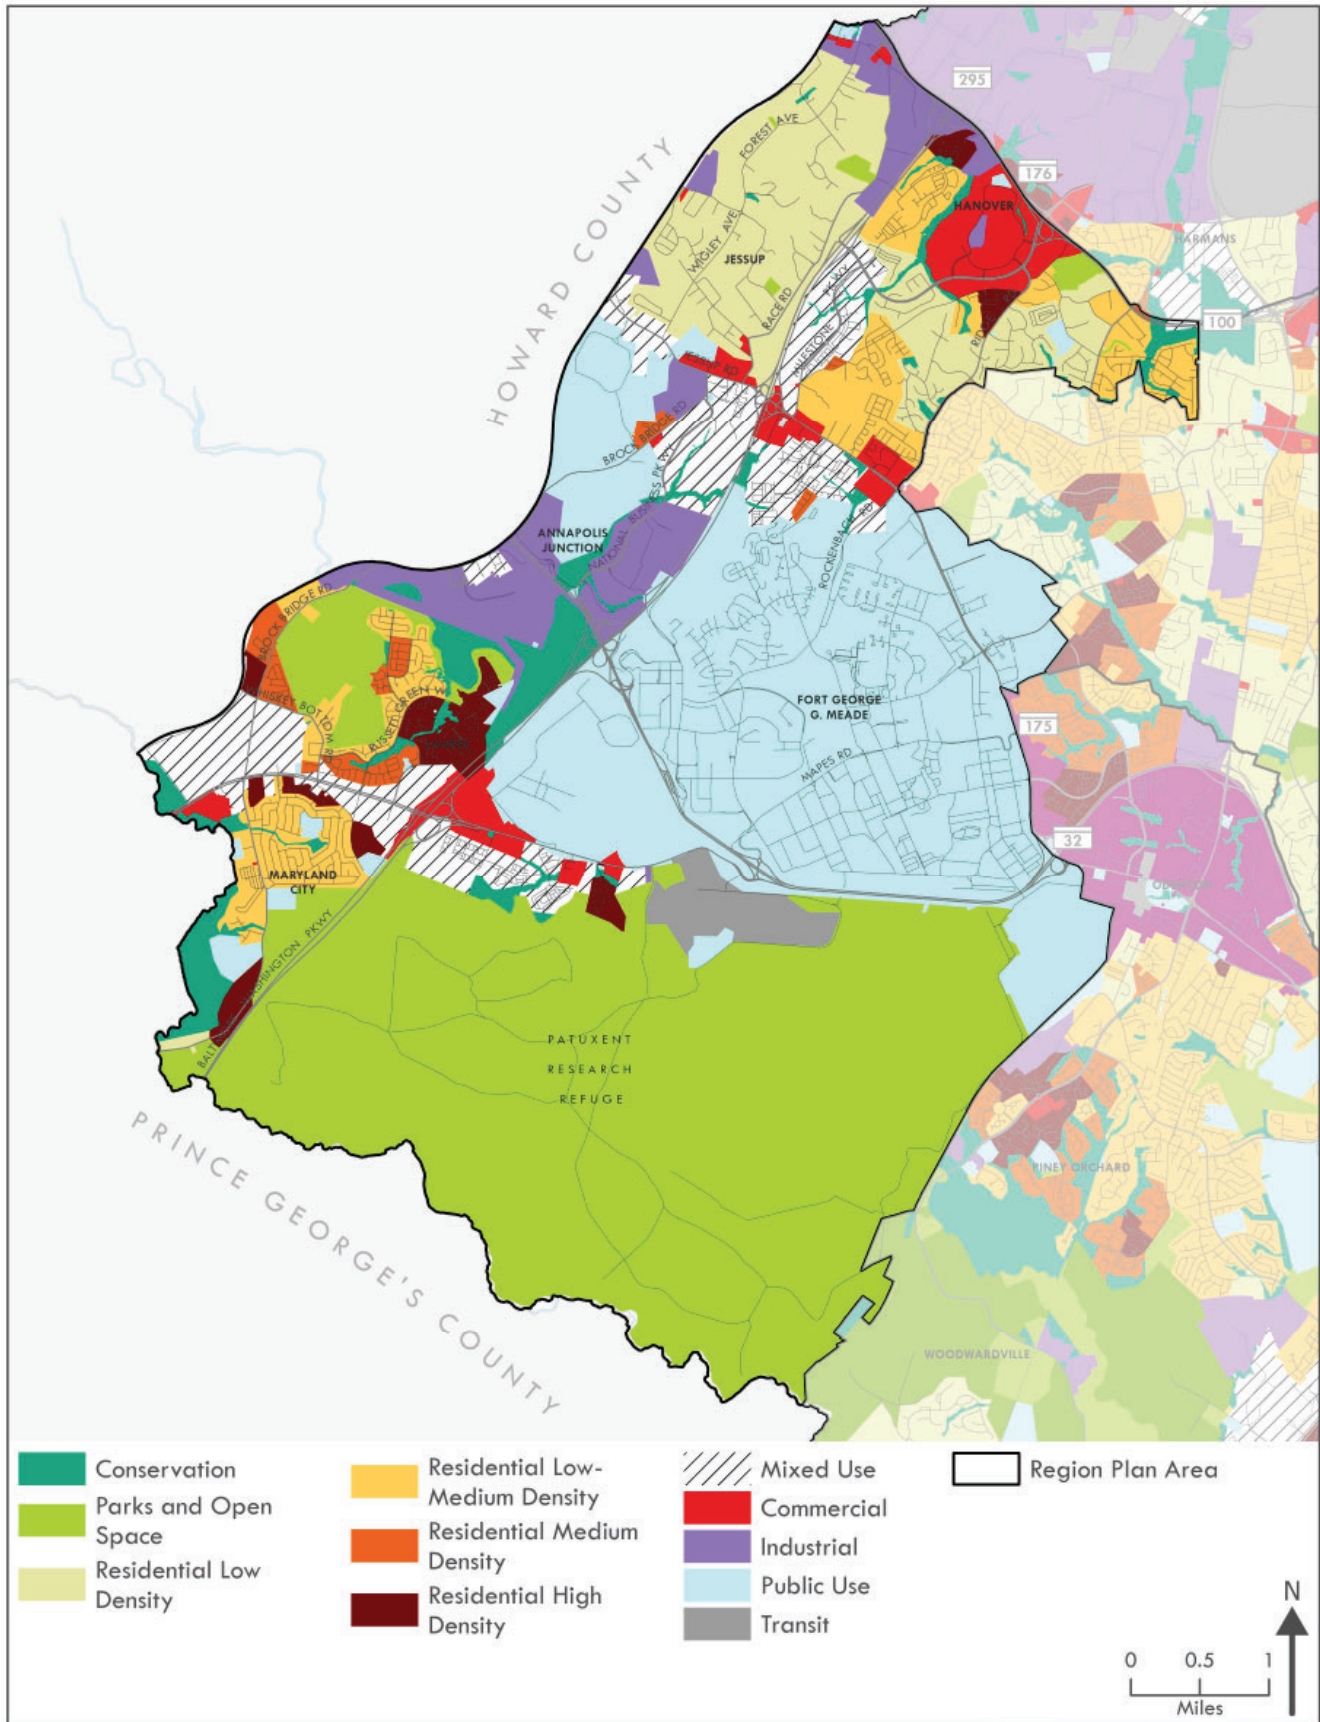 295
FOREST AVE
HOWARD COUNTY
176
HANOVER
HARMANS
WIGLEY AVE
JESSUP
PKWY
RACE RD
100
MILESTONE
JESSUP RD
BROCK BRIDGE RD
NATIONAL BUSINESS PKWY
ANNAPOLIS
JUNCTION
ROCKENBACH RD
BROCK BRIDGE RD
FORT GEORGE
G. MEADE
WHISKEY BOTTOM RD
RUSSETT GREEN W
175
MAPES RD
32
MARYLAND
CITY
ODENTON
BALTIMORE WASHINGTON PKWY
PATUXENT
RESEARCH
REFUGE
PRINCE GEORGE'S COUNTY
PINEY ORCHARD
WOODWARDVILLE
Conservation
Parks and Open
Space
Residential Low
Density
Residential Low-
Medium Density
Residential Medium
Density
Residential High
Density
Mixed Use
Commercial
Industrial
Public Use
Transit
Region Plan Area
N
0 0.5 1
Miles